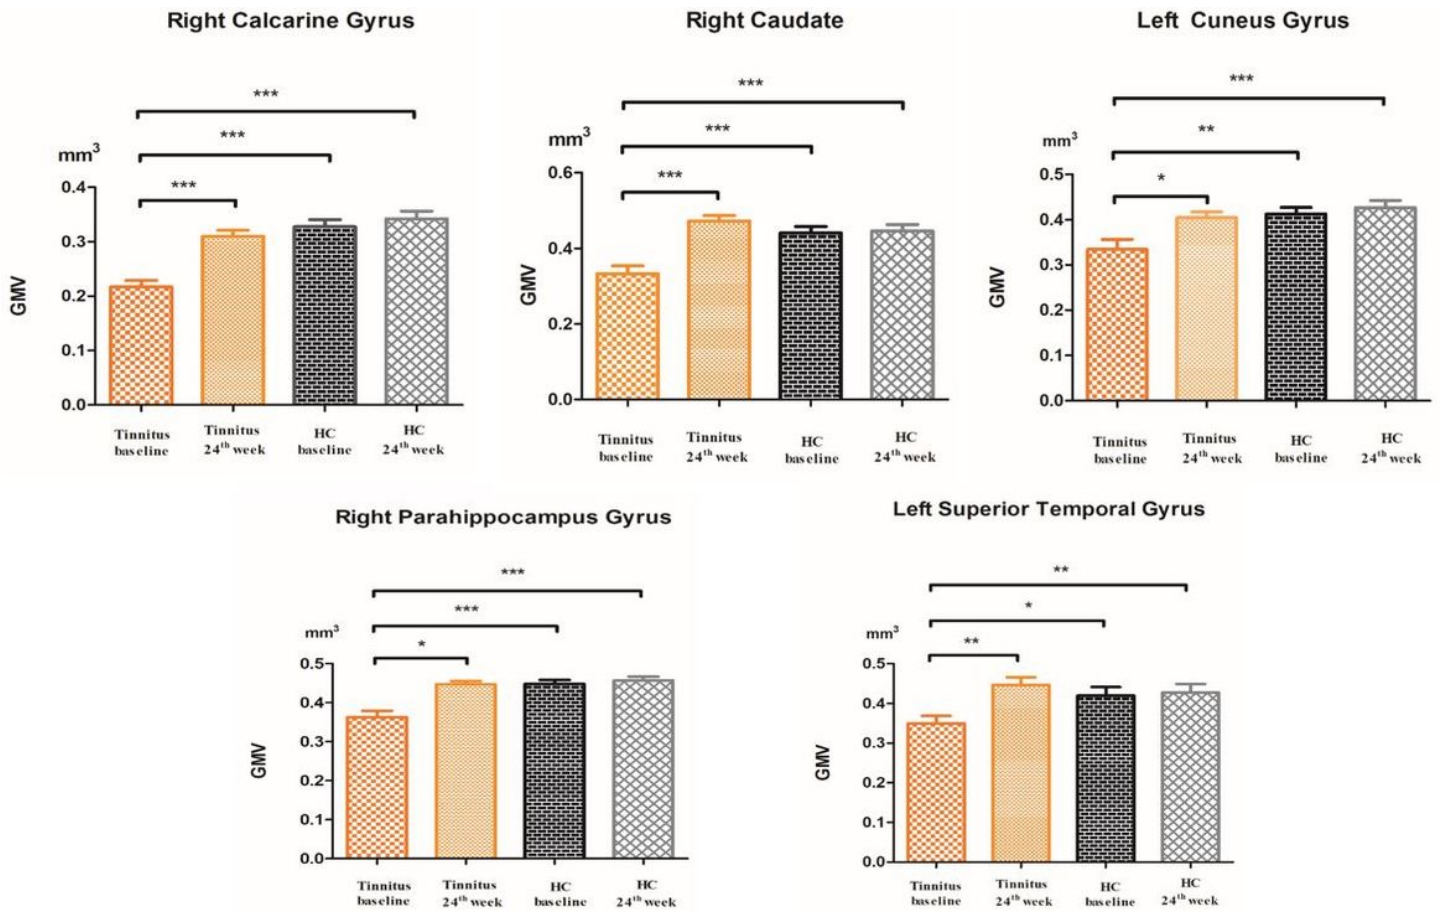 Right Calcarine Gyrus
***
***
mm³
***
0.4
0.3
0.2
0.1
0.0
GMV
Tinnitus baseline
Tinnitus 24th week
HC baseline
HC 24th week
Right Caudate
***
***
mm³
***
0.6
0.4
0.2
0.0
GMV
Tinnitus baseline
Tinnitus 24th week
HC baseline
HC 24th week
Left Cuneus Gyrus
***
**
mm³
*
0.5
0.4
0.3
0.1
0.0
GMV
Tinnitus baseline
Tinnitus 24th week
HC baseline
HC 24th week
Right Parahippocampus Gyrus
***
***
mm³
*
0.5
0.4
0.3
0.2
0.1
0.0
GMV
Tinnitus baseline
Tinnitus 24th week
HC baseline
HC 24th week
Left Superior Temporal Gyrus
**
*
mm³
**
0.5
0.4
0.3
0.2
0.1
0.0
GMV
Tinnitus baseline
Tinnitus 24th week
HC baseline
HC 24th week